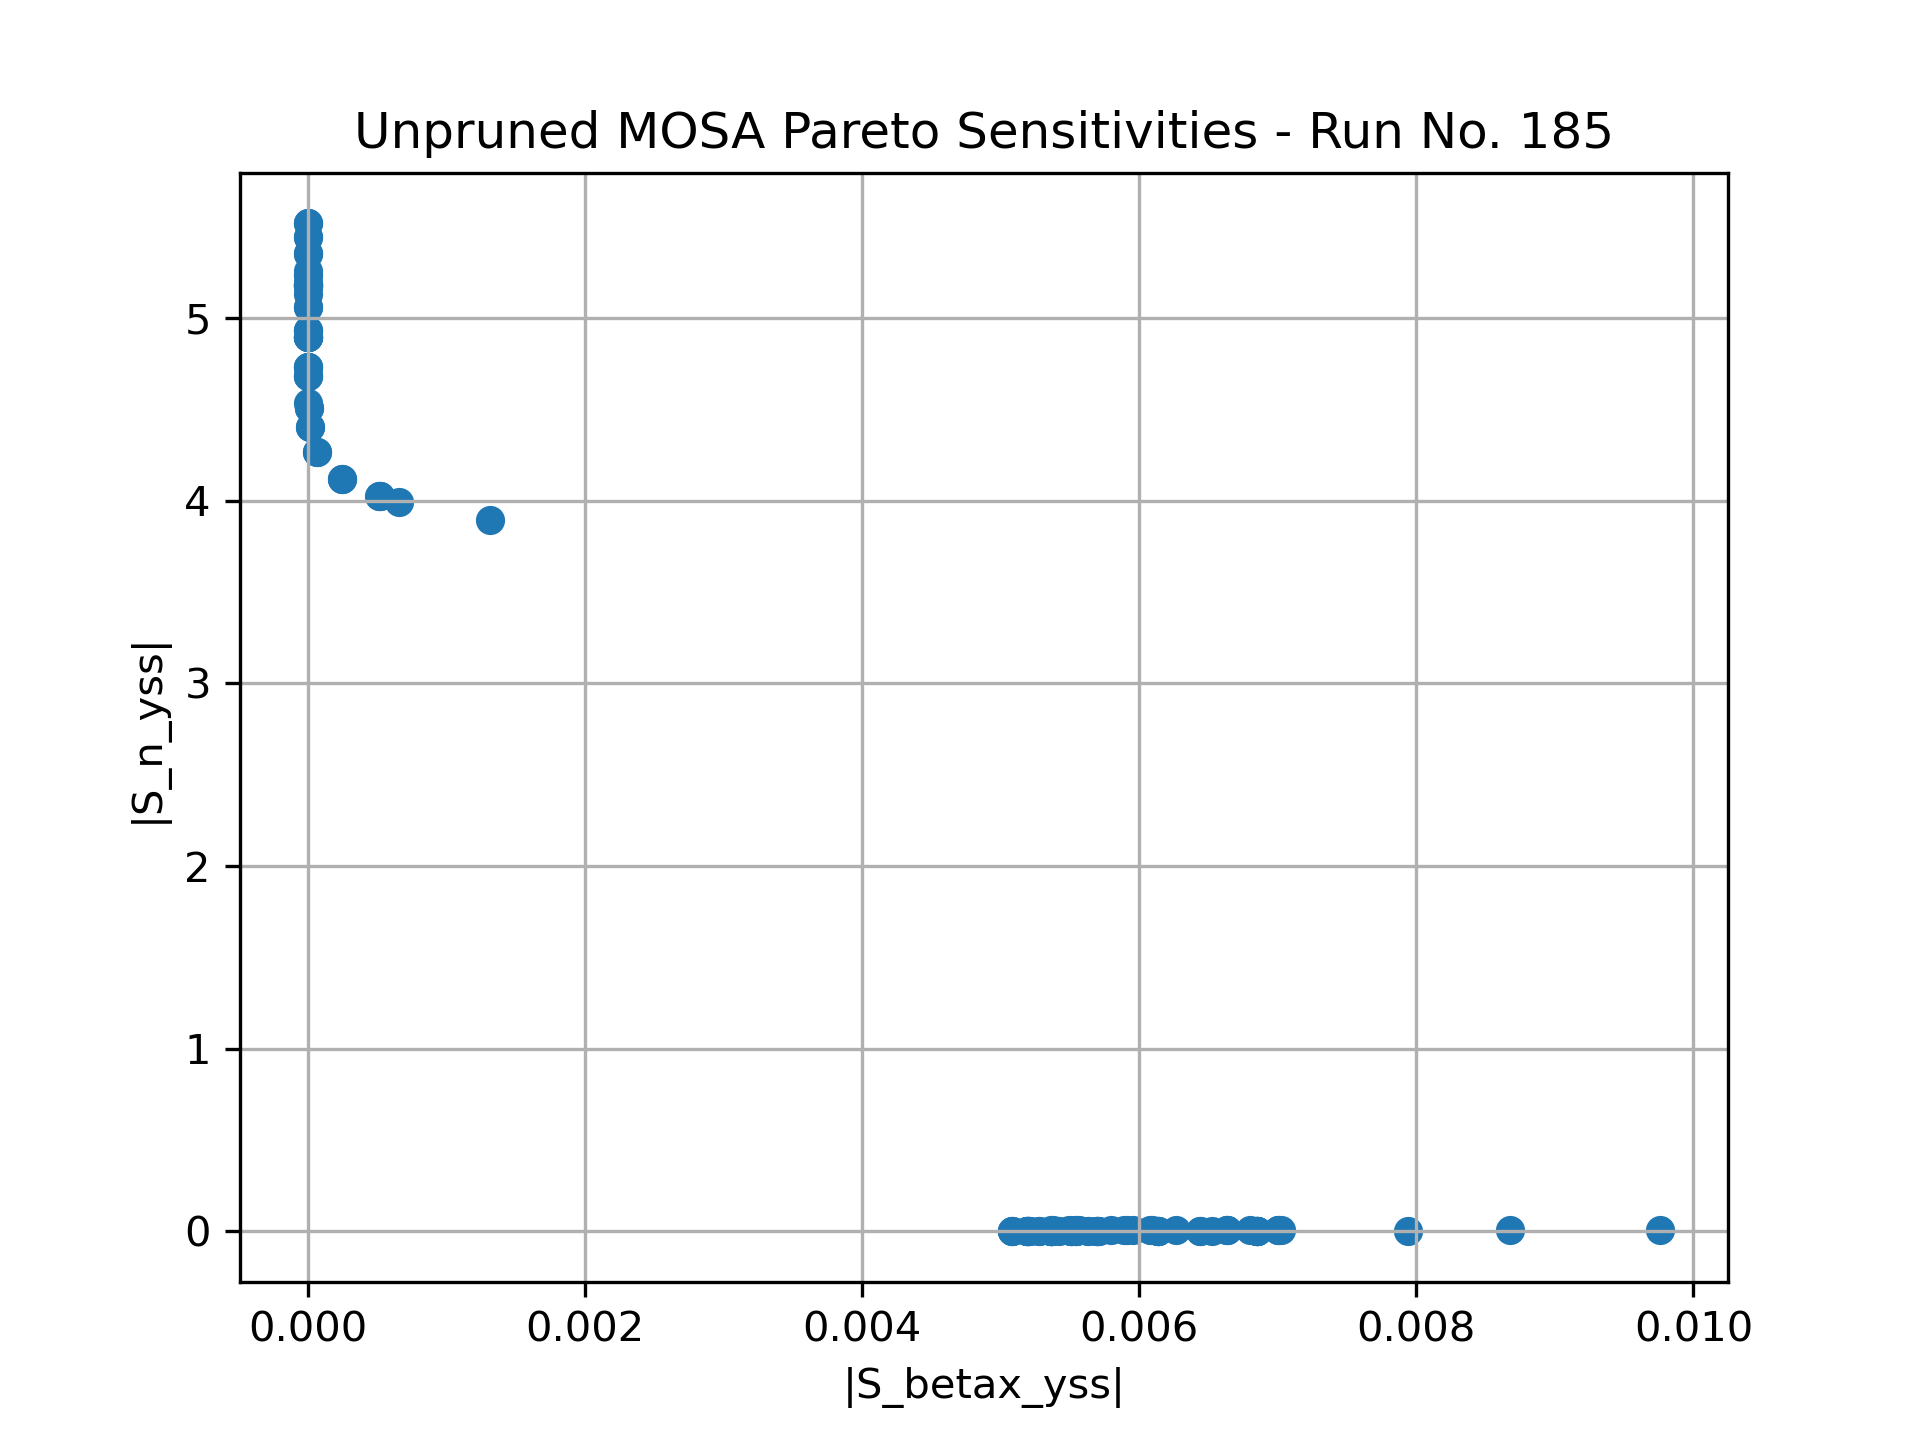 Unpruned MOSA Pareto Sensitivities - Run No. 185
|S_n_yss|
5
4
3
2
1
0
0.000 0.002 0.004 0.006 0.008 0.010
|S_betax_yss|